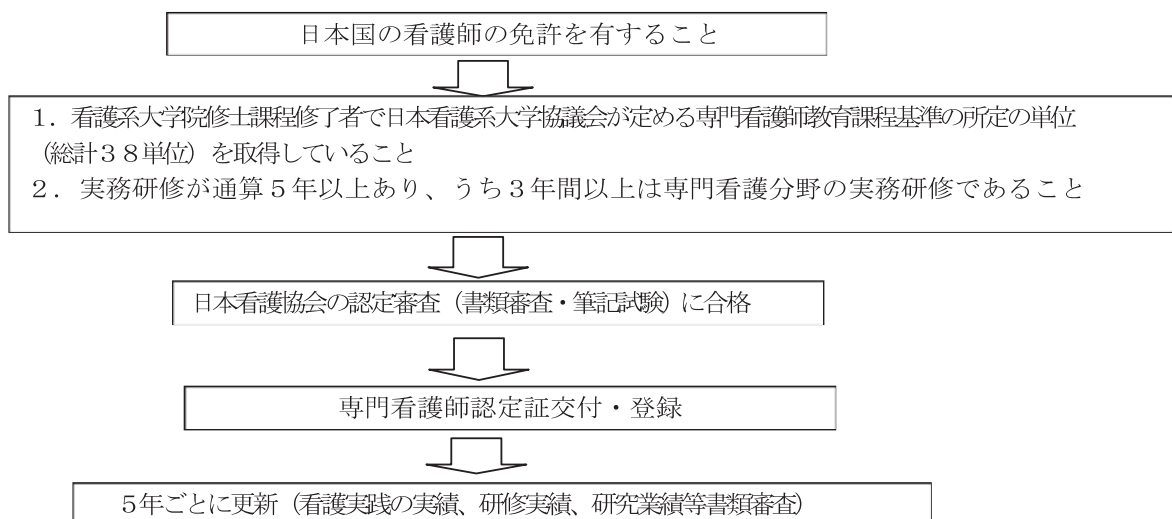 日本国の看護師の免許を有すること
1．看護系大学院修士課程修了者で日本看護系大学協議会が定める専門看護師教育課程基準の所定の単位
（総計３８単位）を取得していること
２．実務研修が通算５年以上あり、うち３年間以上は専門看護分野の実務研修であること
日本看護協会の認定審査（書類審査・筆記試験）に合格
専門看護師認定証交付・登録
５年ごとに更新（看護実践の実績、研修実績、研究業績等書類審査）